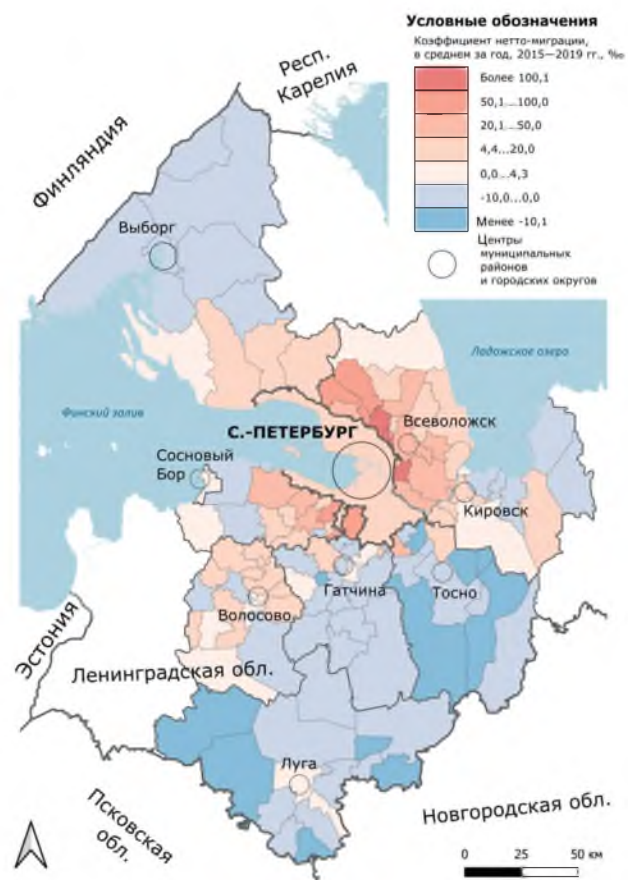 Условные обозначения
Коэффициент нетто-миграции,
в среднем за год, 2015—2019 гг., ‰
Более 100,1
50,1...100,0
20,1...50,0
4,4...20,0
0,0...4,3
-10,0...0,0
Менее -10,1
Центры
муниципальных
районов
и городских округов
Респ.
Карелия
Финляндия
Выборг
Ладожское озеро
Финский залив
Всеволожск
С.-ПЕТЕРБУРГ
Сосновый
Бор
Кировск
Гатчина
Тосно
Волосово
Эстония
Ленинградская обл.
Луга
Псковская
обл.
Новгородская обл.
0 25 50 км